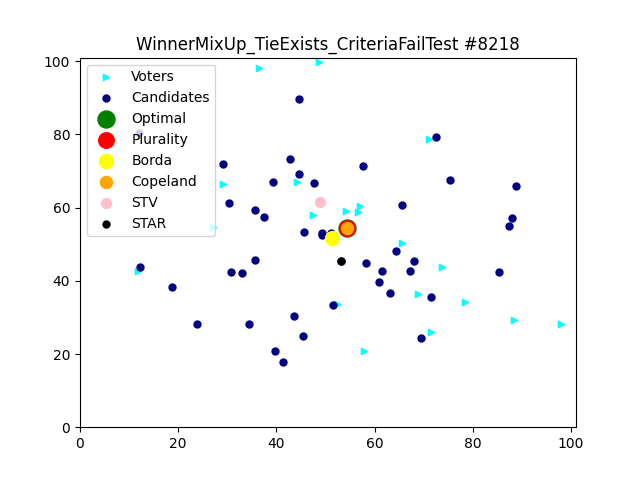 WinnerMixUp_TieExists_CriteriaFailTest #8218
100
80
60
40
20
0
Voters
Candidates
Optimal
Plurality
Borda
Copeland
STV
STAR
0 20 40 60 80 100